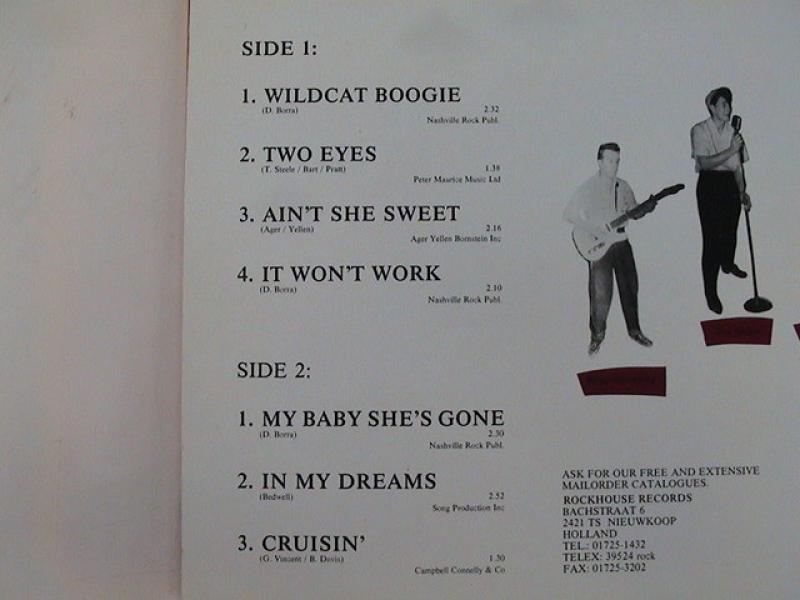 SIDE 1:
1. WILDCAT BOOGIE
(D. Borra)
2.32
Nashville Rock Publ.
2. TWO EYES
(T. Steele / Bart / Pratt)
1.38
Peter Maurice Music Ltd
3. AIN'T SHE SWEET
(Ager / Yellen)
2.16
Ager Yellen Bornstein Inc
4. IT WON'T WORK
(D. Borra)
2.10
Nashville Rock Publ.
SIDE 2:
1. MY BABY SHE'S GONE
(D. Borra)
2.30
Nashville Rock Publ.
2. IN MY DREAMS
(Bedwell)
2.52
Song Production Inc
3. CRUISIN'
(G. Vincent / B. Davis)
1.30
Campbell Connelly & Co
ASK FOR OUR FREE AND EXTENSIVE
MAILORDER CATALOGUES.
ROCKHOUSE RECORDS
BACHSTRAAT 6
2421 TS NIEUWKOOP
HOLLAND
TEL.: 01725-1432
TELEX: 39524 rock
FAX: 01725-3202